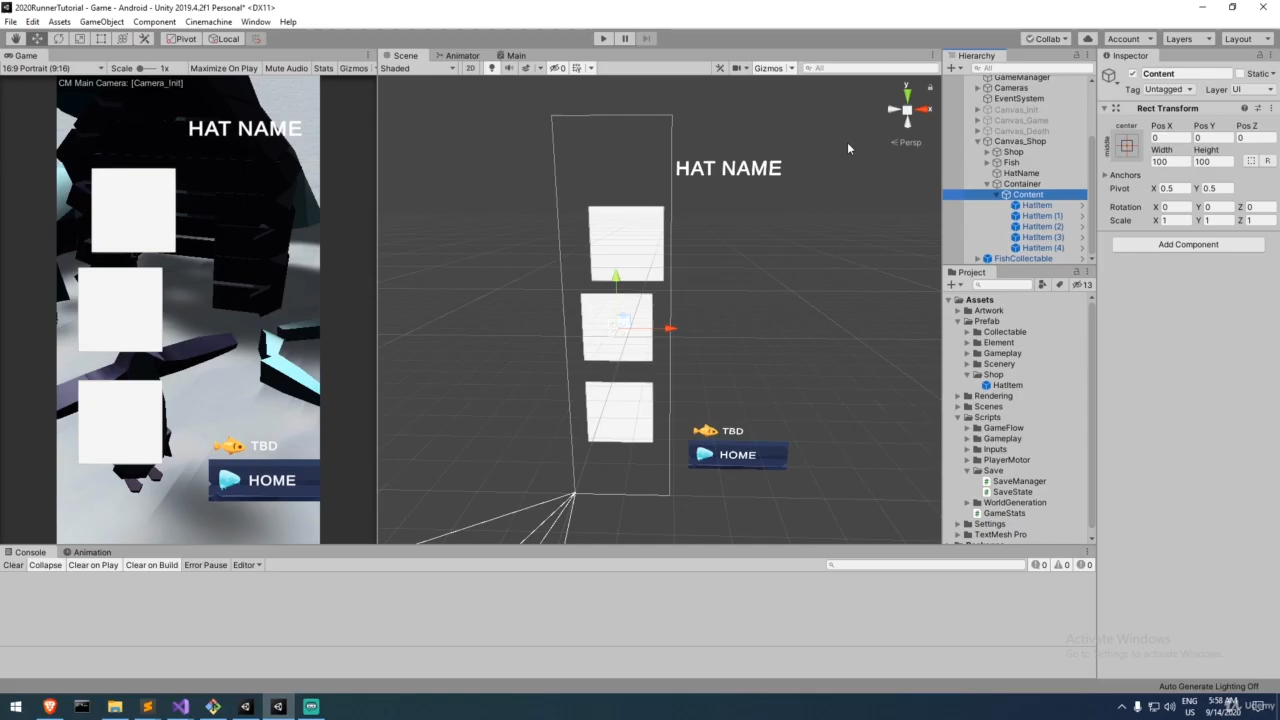 2020RunnerTutorial - Game - Android - Unity 2019.4.2f1 Personal* <DX11>
File Edit Assets GameObject Component Cinemachine Window Help
Pivot Local Collab Account Layers Layout
Game
16:9 Portrait (9:16) Scale 1x Maximize On Play Mute Audio Stats Gizmos
CM Main Camera: [Camera_Init]
HAT NAME
TBD
HOME
Scene Animator Main
Shaded 2D 0 Gizmos All
y
x
Persp
HAT NAME
TBD
HOME
Hierarchy
All
GameManager
Cameras
EventSystem
Canvas_Init
Canvas_Game
Canvas_Death
Canvas_Shop
Shop
Fish
HatName
Container
Content
HatItem
HatItem (1)
HatItem (2)
HatItem (3)
HatItem (4)
FishCollectable
Project
13
Assets
Artwork
Prefab
Collectable
Element
Gameplay
Scenery
Shop
HatItem
Rendering
Scenes
Scripts
GameFlow
Gameplay
Inputs
PlayerMotor
Save
SaveManager
SaveState
WorldGeneration
GameStats
Settings
TextMesh Pro
Inspector
Content Static
Tag Untagged Layer UI
Rect Transform
center
middle
Pos X Pos Y Pos Z
0 0 0
Width Height
100 100 R
Anchors
Pivot X 0.5 Y 0.5
Rotation X 0 Y 0 Z 0
Scale X 1 Y 1 Z 1
Add Component
Console Animation
Clear Collapse Clear on Play Clear on Build Error Pause Editor 0 0 0
Activate Windows
Go to Settings to activate Windows.
Auto Generate Lighting Off
ENG
US
5:58 AM
9/14/2020
Udemy